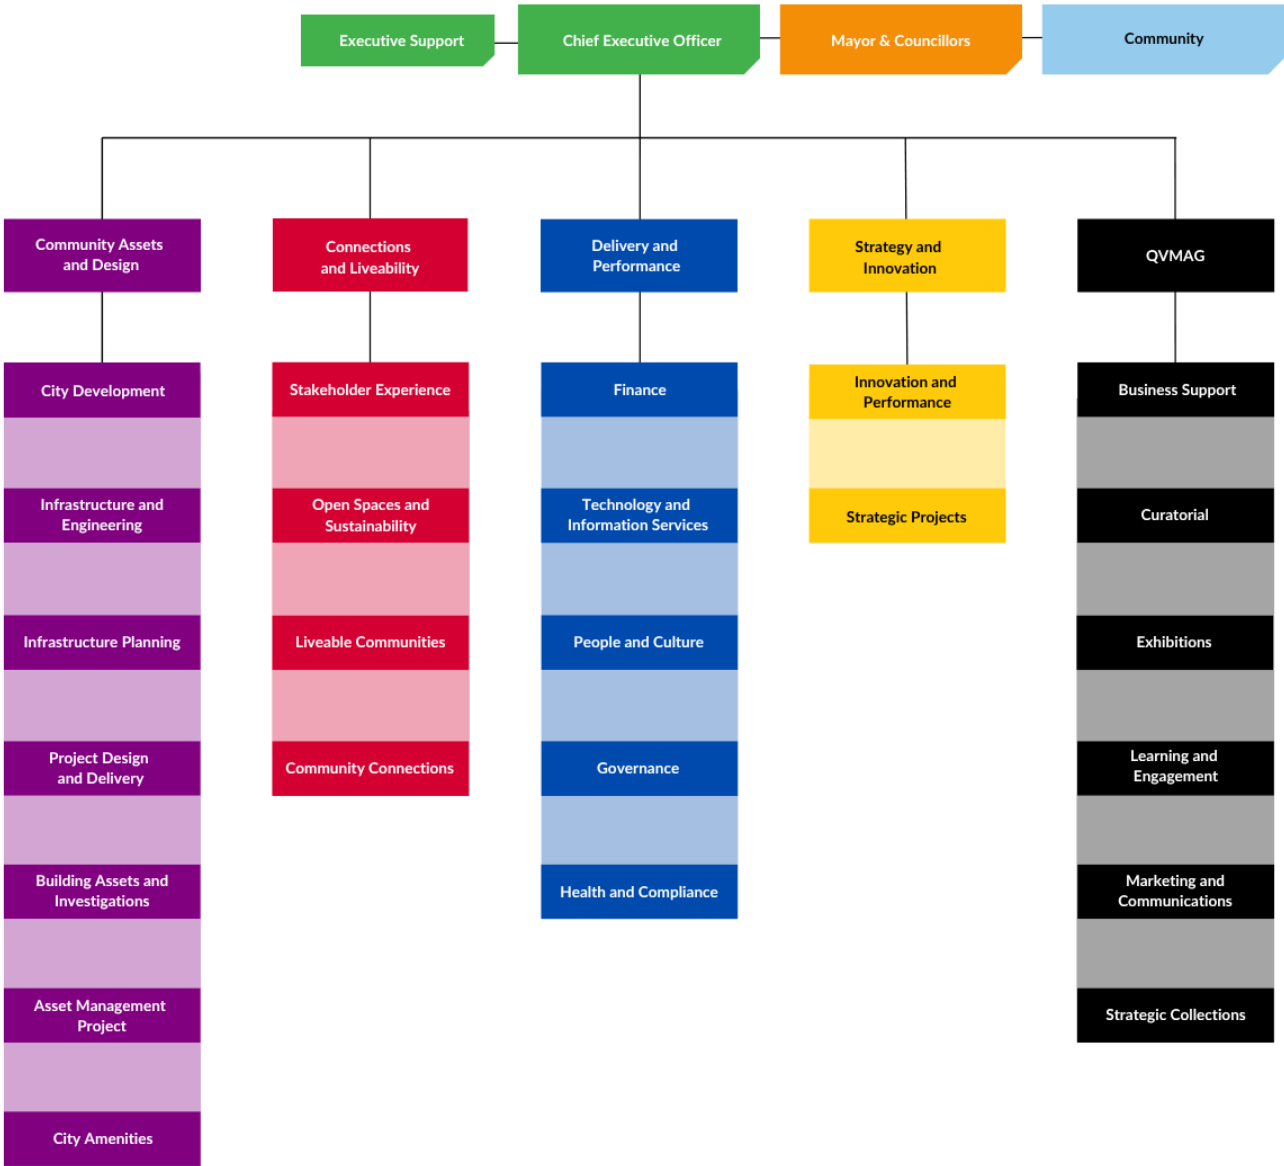 Executive Support
Chief Executive Officer
Mayor & Councillors
Community
Community Assets
and Design
Connections
and Liveability
Delivery and
Performance
Strategy and
Innovation
QVMAG
City Development
Infrastructure and
Engineering
Infrastructure Planning
Project Design
and Delivery
Building Assets and
Investigations
Asset Management
Project
City Amenities
Stakeholder Experience
Open Spaces and
Sustainability
Liveable Communities
Community Connections
Finance
Technology and
Information Services
People and Culture
Governance
Health and Compliance
Innovation and
Performance
Strategic Projects
Business Support
Curatorial
Exhibitions
Learning and
Engagement
Marketing and
Communications
Strategic Collections